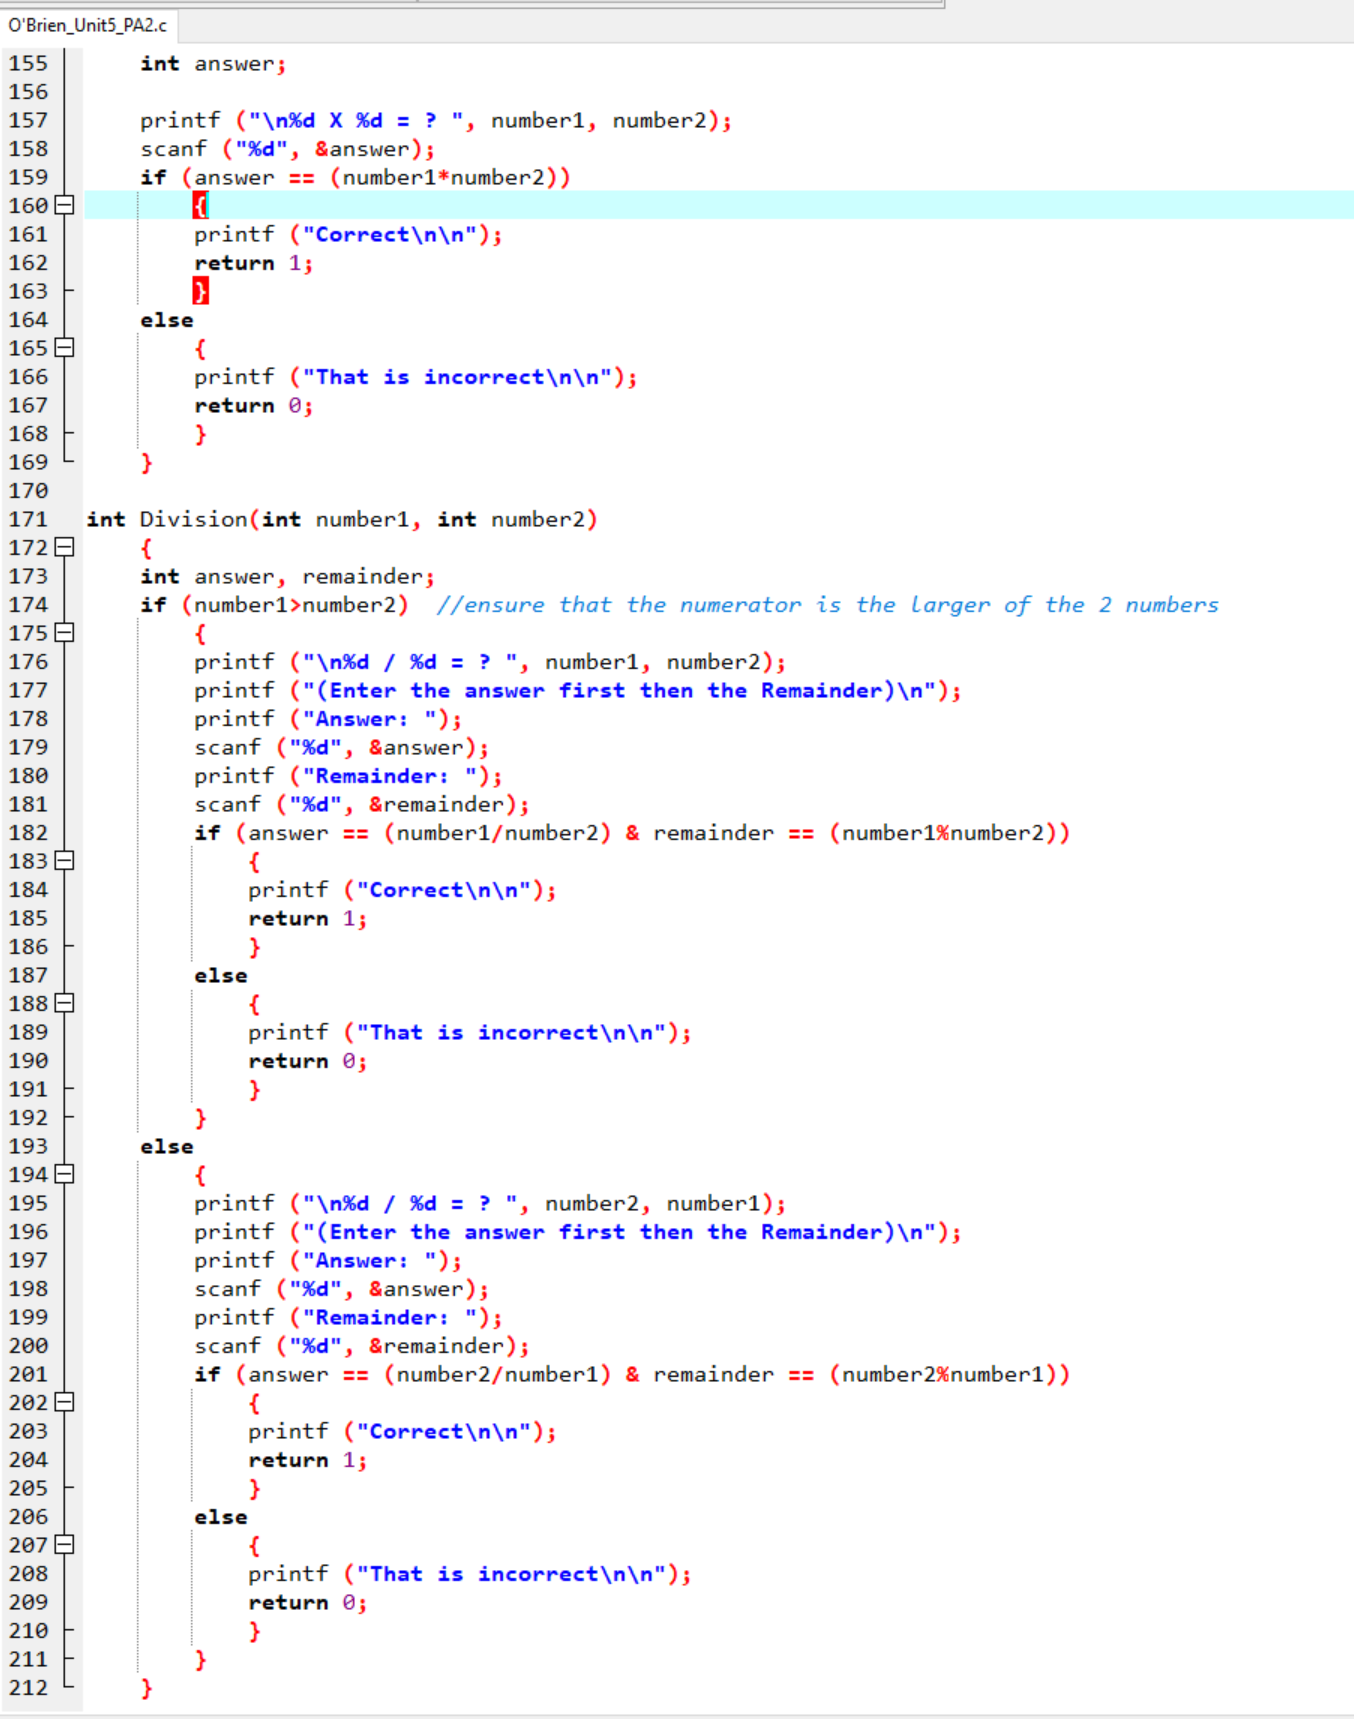 O'Brien_Unit5_PA2.c
155 int answer;
156
157 printf ("\n%d X %d = ? ", number1, number2);
158 scanf ("%d", &answer);
159 if (answer == (number1*number2))
160 {
161 printf ("Correct\n\n");
162 return 1;
163 }
164 else
165 {
166 printf ("That is incorrect\n\n");
167 return 0;
168 }
169 }
170
171 int Division(int number1, int number2)
172 {
173 int answer, remainder;
174 if (number1>number2) //ensure that the numerator is the larger of the 2 numbers
175 {
176 printf ("\n%d / %d = ? ", number1, number2);
177 printf ("(Enter the answer first then the Remainder)\n");
178 printf ("Answer: ");
179 scanf ("%d", &answer);
180 printf ("Remainder: ");
181 scanf ("%d", &remainder);
182 if (answer == (number1/number2) & remainder == (number1%number2))
183 {
184 printf ("Correct\n\n");
185 return 1;
186 }
187 else
188 {
189 printf ("That is incorrect\n\n");
190 return 0;
191 }
192 }
193 else
194 {
195 printf ("\n%d / %d = ? ", number2, number1);
196 printf ("(Enter the answer first then the Remainder)\n");
197 printf ("Answer: ");
198 scanf ("%d", &answer);
199 printf ("Remainder: ");
200 scanf ("%d", &remainder);
201 if (answer == (number2/number1) & remainder == (number2%number1))
202 {
203 printf ("Correct\n\n");
204 return 1;
205 }
206 else
207 {
208 printf ("That is incorrect\n\n");
209 return 0;
210 }
211 }
212 }